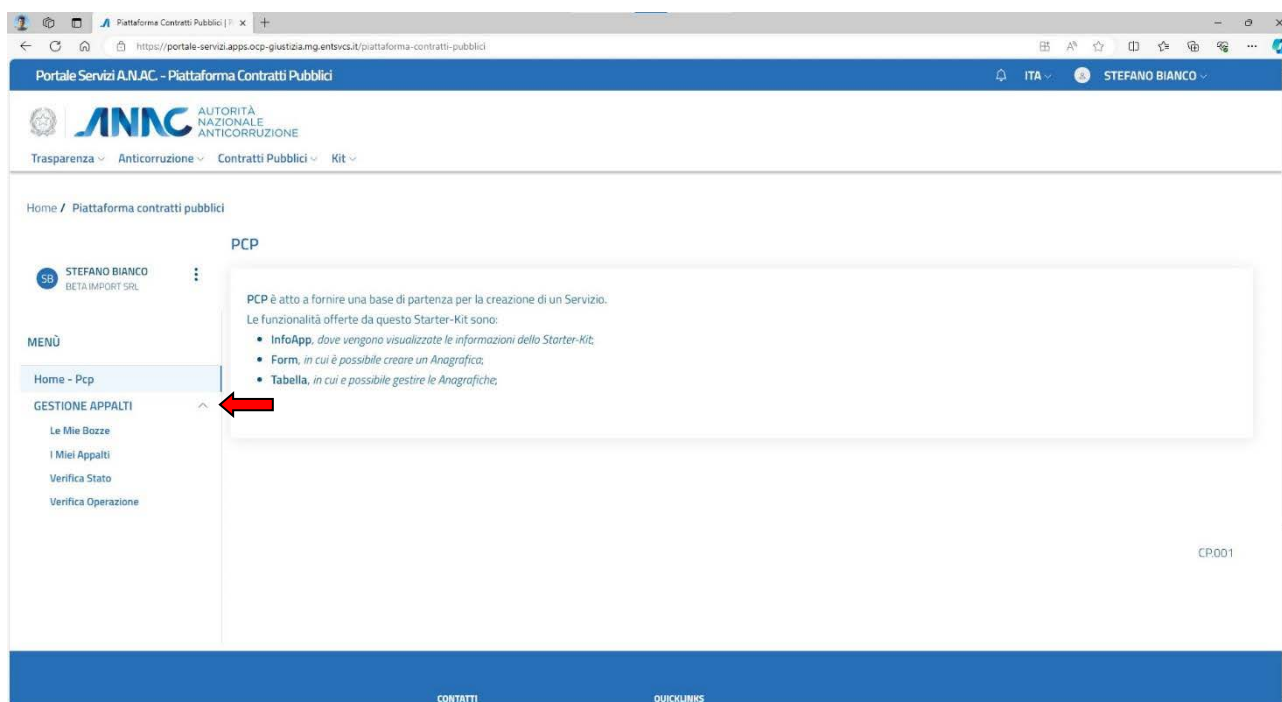 Piattaforma Contratti Pubblici |
https://portale-servizi.apps.ocp-giustizia.mg.entsvcs.it/piattaforma-contratti-pubblici
Portale Servizi A.N.AC. - Piattaforma Contratti Pubblici
ITA
STEFANO BIANCO
ANAC
AUTORITÀ
NAZIONALE
ANTICORRUZIONE
Trasparenza Anticorruzione Contratti Pubblici Kit
Home / Piattaforma contratti pubblici
PCP
SB
STEFANO BIANCO
BETA IMPORT SRL
PCP è atto a fornire una base di partenza per la creazione di un Servizio.
Le funzionalità offerte da questo Starter-Kit sono:
• InfoApp, dove vengono visualizzate le informazioni dello Starter-Kit;
• Form, in cui è possibile creare un Anagrafica;
• Tabella, in cui e possibile gestire le Anagrafiche;
MENÙ
Home - Pcp
GESTIONE APPALTI
Le Mie Bozze
I Miei Appalti
Verifica Stato
Verifica Operazione
CP.001
CONTATTI
QUICKLINKS